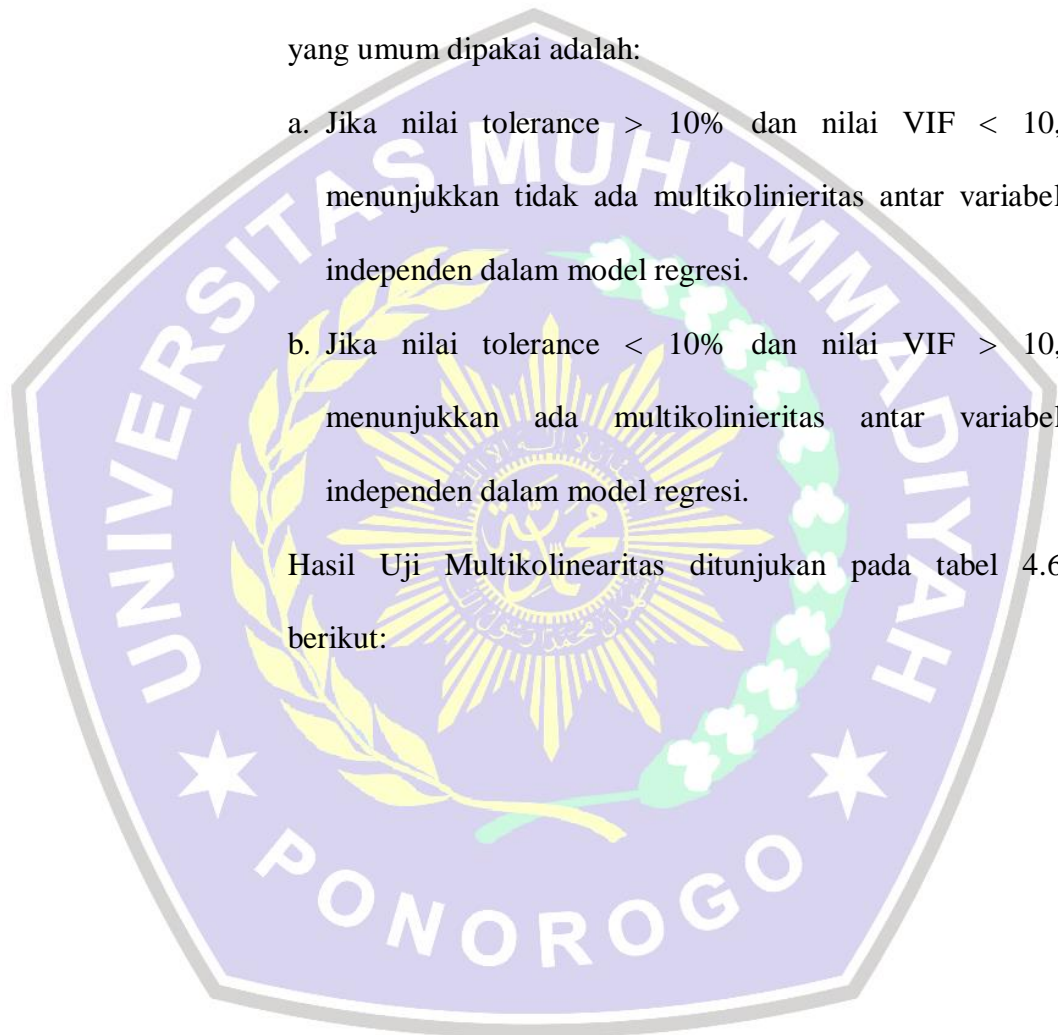 yang umum dipakai adalah:
a. Jika nilai tolerance > 10% dan nilai VIF < 10,
menunjukkan tidak ada multikolinieritas antar variabel
independen dalam model regresi.
b. Jika nilai tolerance < 10% dan nilai VIF > 10,
menunjukkan ada multikolinieritas antar variabel
independen dalam model regresi.
Hasil Uji Multikolinearitas ditunjukan pada tabel 4.6
berikut:
UNIVERSITAS MUHAMMADIYAH
PONOROGO